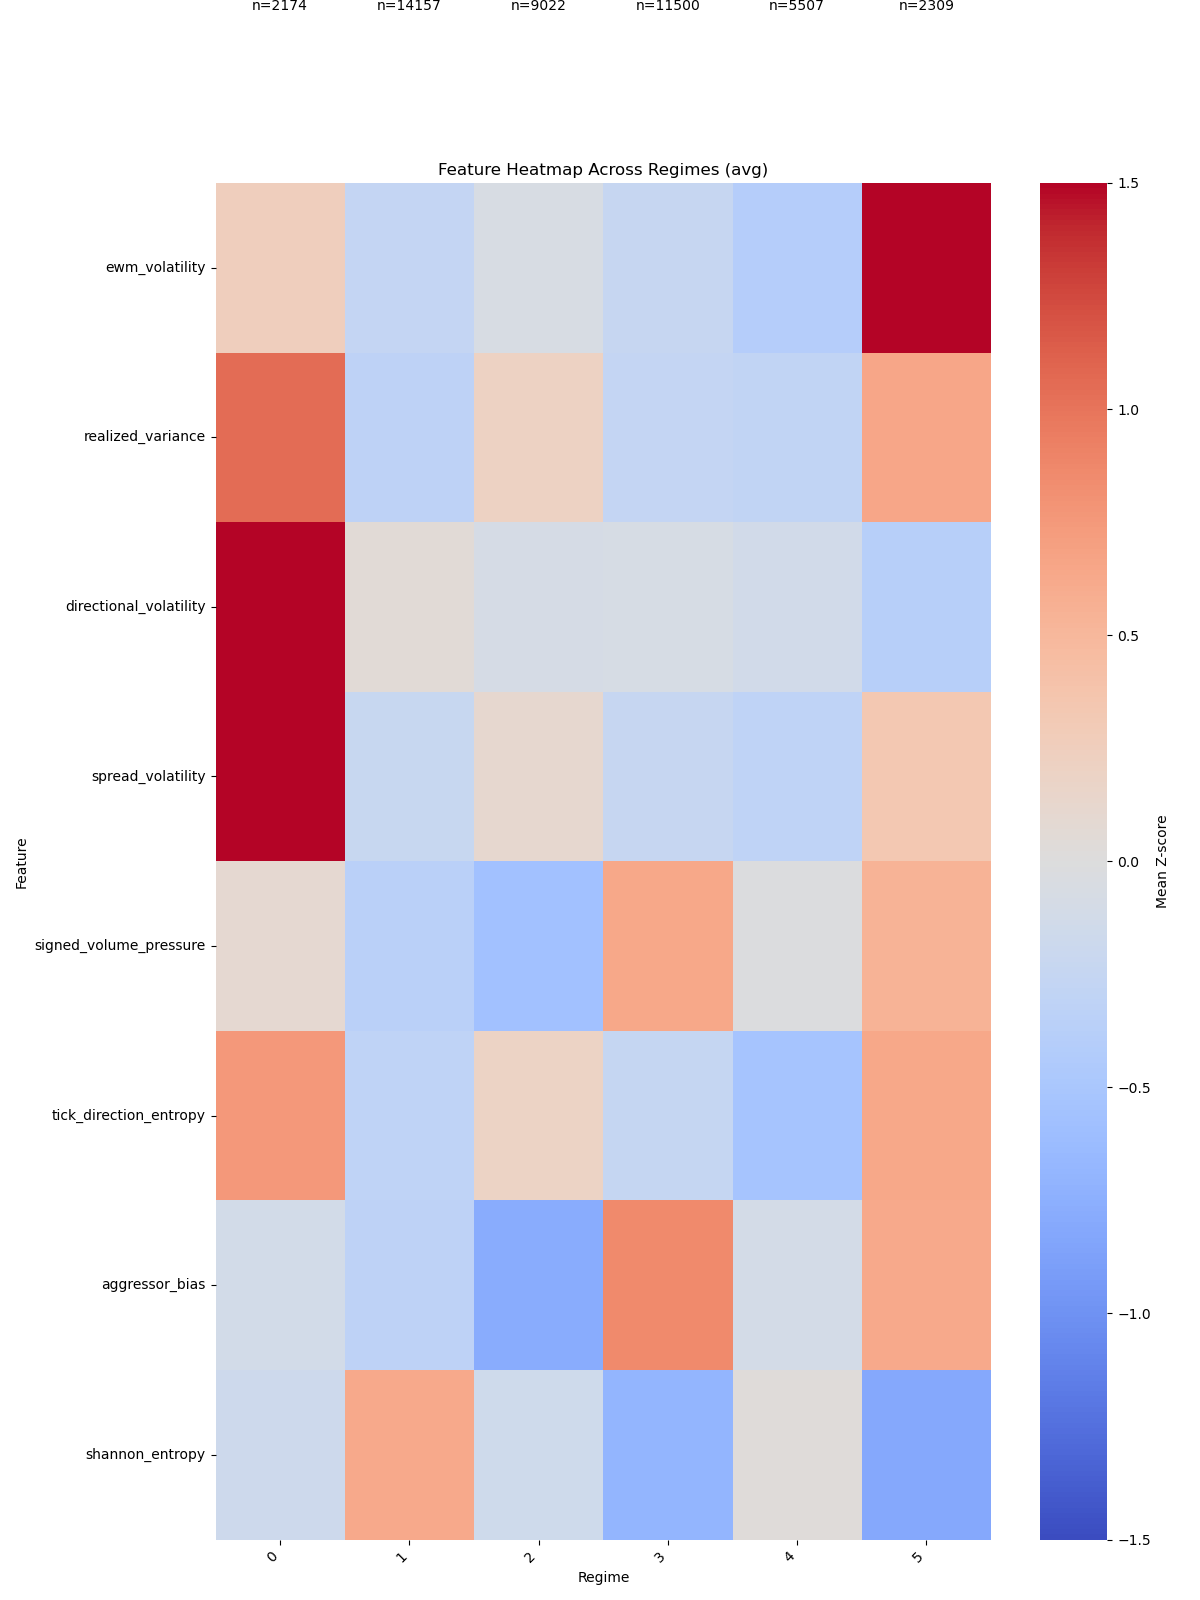 n=2174 n=14157 n=9022 n=11500 n=5507 n=2309
Feature Heatmap Across Regimes (avg)
ewm_volatility
realized_variance
directional_volatility
spread_volatility
signed_volume_pressure
tick_direction_entropy
aggressor_bias
shannon_entropy
Feature
0 1 2 3 4 5
Regime
1.5
1.0
0.5
0.0
−0.5
−1.0
−1.5
Mean Z-score